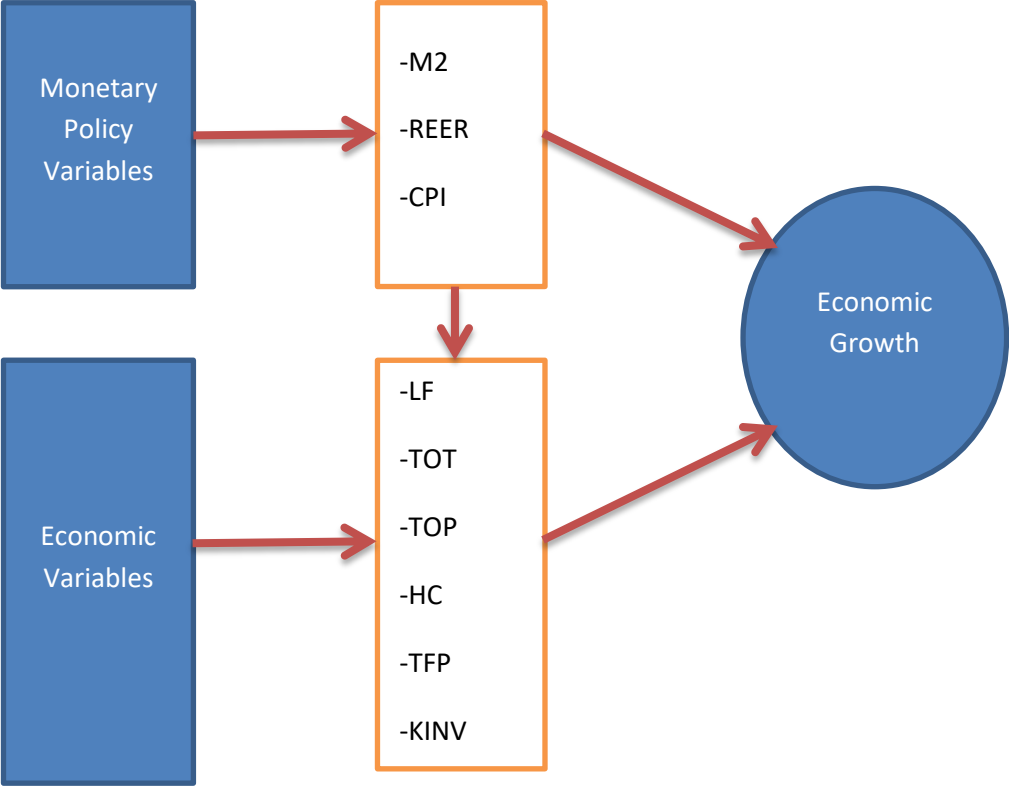 Monetary
Policy
Variables
-M2
-REER
-CPI
Economic
Growth
Economic
Variables
-LF
-TOT
-TOP
-HC
-TFP
-KINV